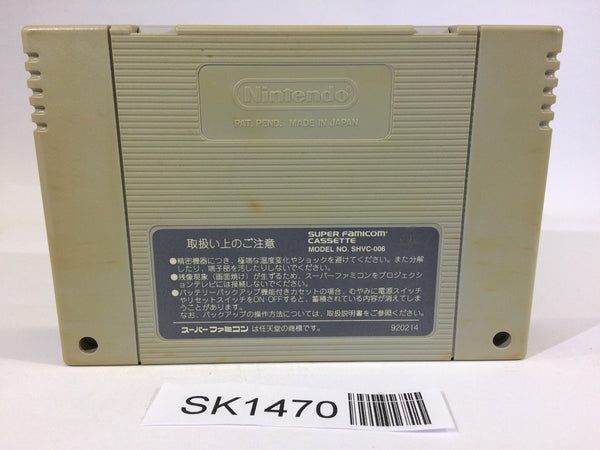 Nintendo
PAT. PEND. MADE IN JAPAN
取扱い上のご注意
SUPER FAMICOM
CASSETTE
MODEL NO. SHVC-006
●精密機器につき、極端な温度変化やショックを避けてください。また分解
したり、端子部を汚したりしないでください。
●残像現象（画面焼け）が生ずるため、スーパーファミコンをプロジェクシ
ョンテレビには接続しないでください。
●バッテリーバックアップ機能付きカセットの場合、むやみに電源スイッチ
やリセットスイッチをON・OFFすると、蓄積されている内容が消えてしま
うことがあります。
なお、バックアップの操作方法については、取扱説明書をご参照ください。
スーパーファミコン は任天堂の商標です。
920214
SK1470